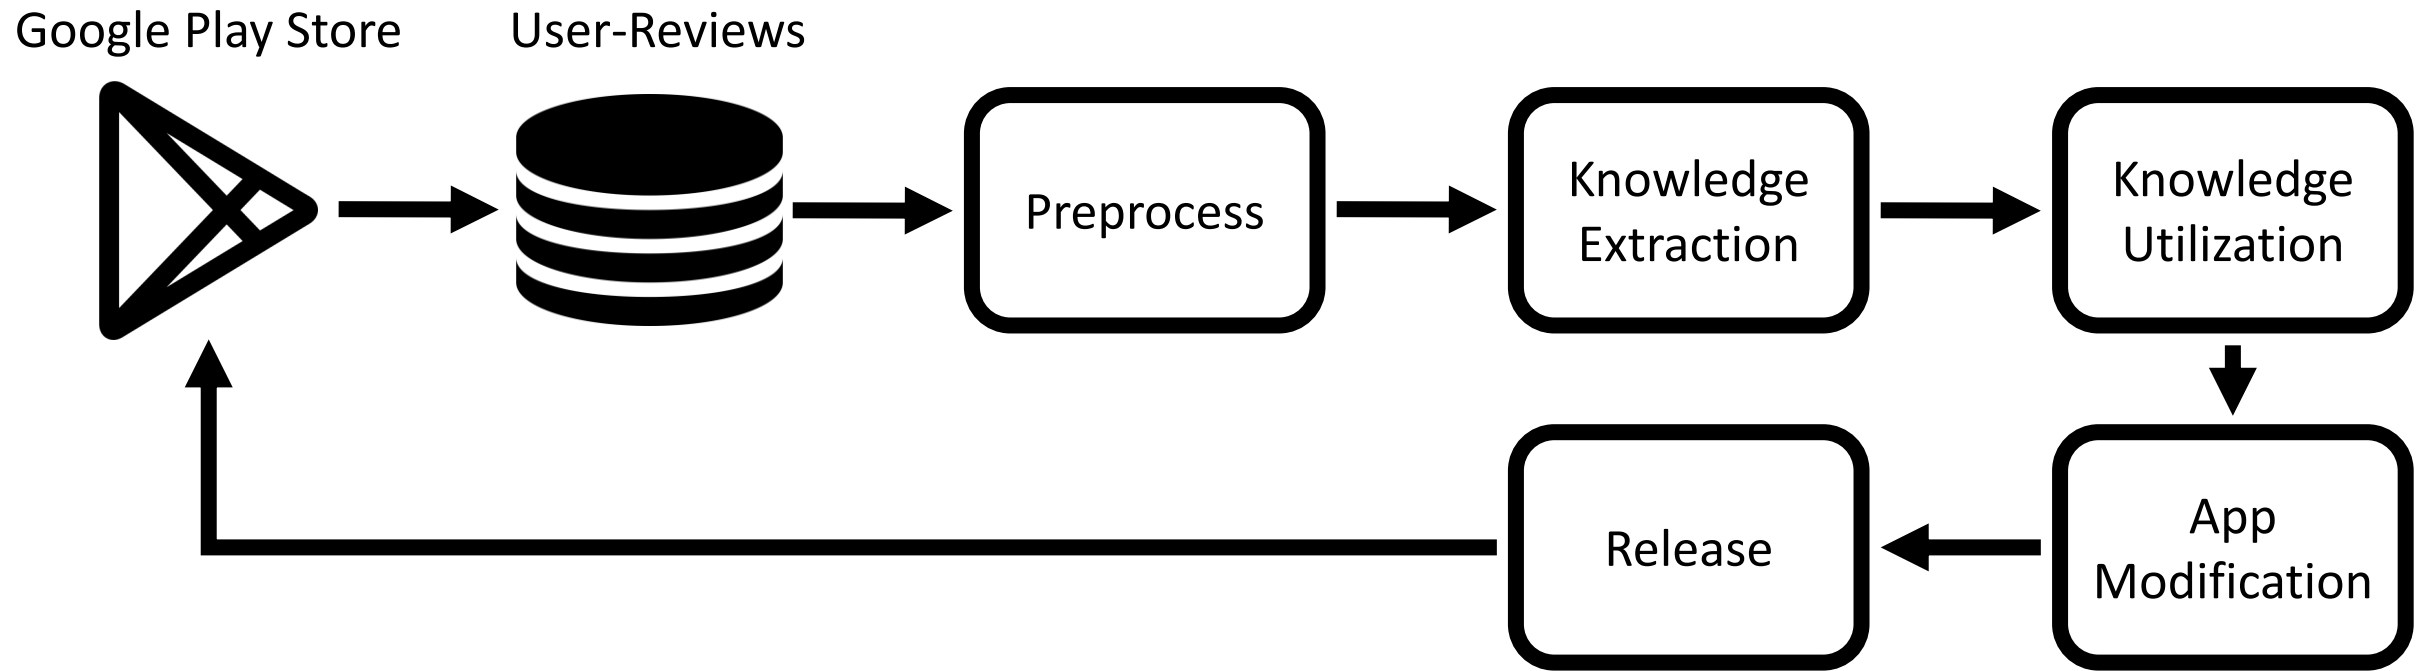 Google Play Store
User-Reviews
Preprocess
Knowledge
Extraction
Knowledge
Utilization
App
Modification
Release